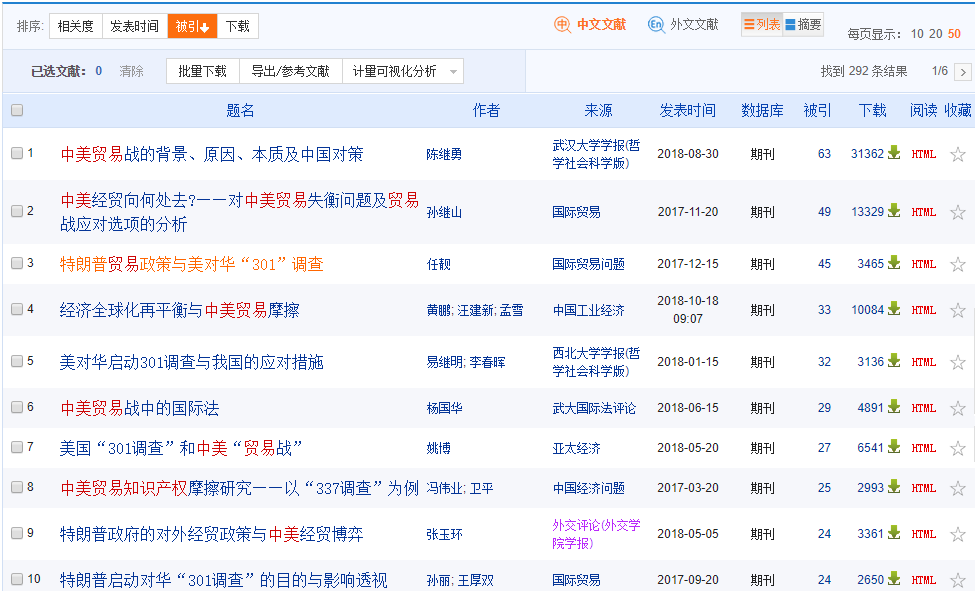 排序: 相关度 发表时间 被引 下载 中文 中文文献 En 外文文献 列表 摘要 每页显示: 10 20 50
已选文献: 0 清除 批量下载 导出/参考文献 计量可视化分析 找到 292 条结果 1/6 >
题名 作者 来源 发表时间 数据库 被引 下载 阅读 收藏
1 中美贸易战的背景、原因、本质及中国对策 陈继勇 武汉大学学报(哲 2018-08-30 期刊 63 31362 HTML
学社会科学版)
2 中美经贸向何处去?——对中美贸易失衡问题及贸易 孙继山 国际贸易 2017-11-20 期刊 49 13329 HTML
战应对选项的分析
3 特朗普贸易政策与美对华“301”调查 任靓 国际贸易问题 2017-12-15 期刊 45 3465 HTML
4 经济全球化再平衡与中美贸易摩擦 黄鹏; 汪建新; 孟雪 中国工业经济 2018-10-18 期刊 33 10084 HTML
09:07
5 美对华启动301调查与我国的应对措施 易继明; 李春晖 西北大学学报(哲 2018-01-15 期刊 32 3136 HTML
学社会科学版)
6 中美贸易战中的国际法 杨国华 武大国际法评论 2018-06-15 期刊 29 4891 HTML
7 美国“301调查”和中美“贸易战” 姚博 亚太经济 2018-05-20 期刊 27 6541 HTML
8 中美贸易知识产权摩擦研究——以“337调查”为例 冯伟业; 卫平 中国经济问题 2017-03-20 期刊 25 2993 HTML
9 特朗普政府的对外经贸政策与中美经贸博弈 张玉环 外交评论(外交学 2018-05-05 期刊 24 3361 HTML
院学报)
10 特朗普启动对华“301调查”的目的与影响透视 孙丽; 王厚双 国际贸易 2017-09-20 期刊 24 2650 HTML